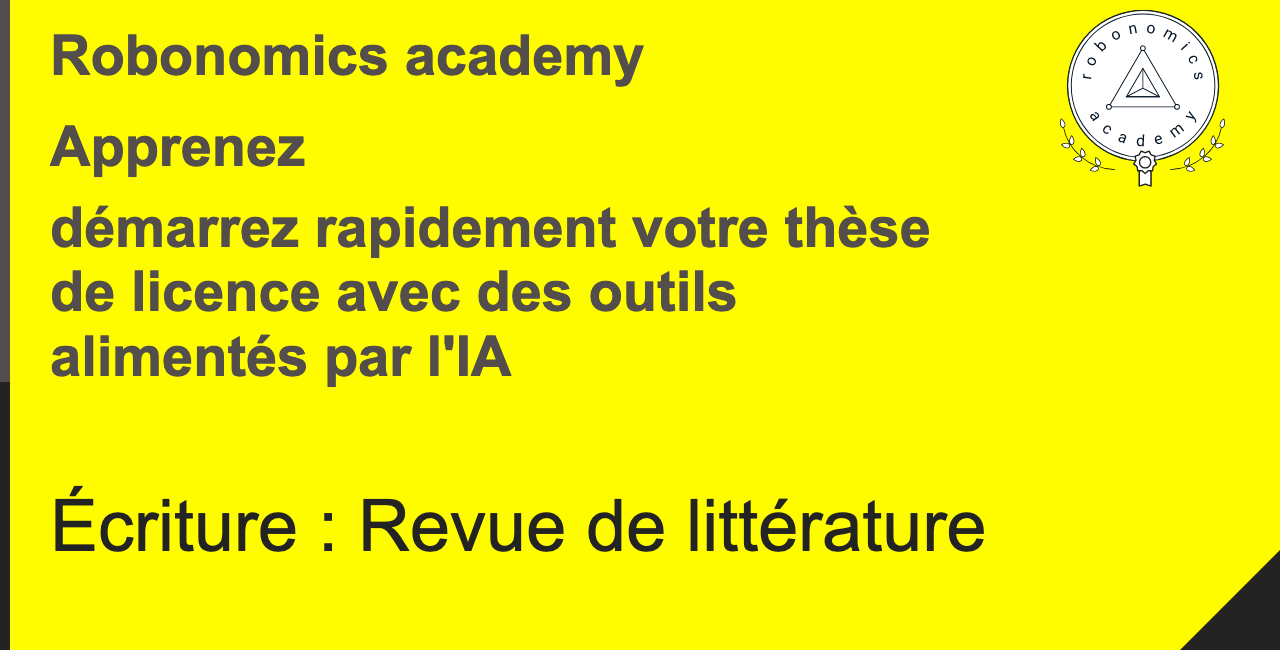 Robonomics academy
Apprenez
démarrez rapidement votre thèse
de licence avec des outils
alimentés par l'IA
Écriture : Revue de littérature
robonomics
academy